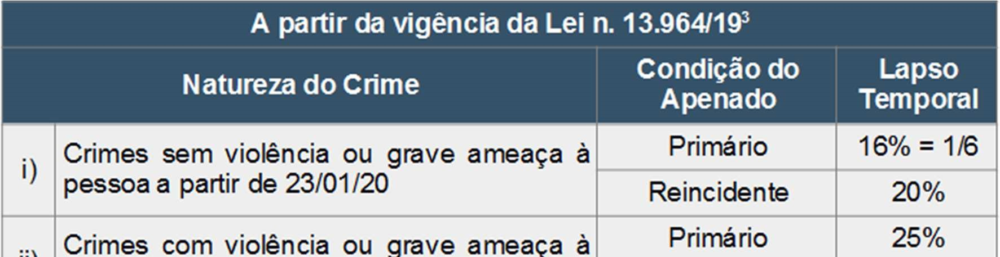 A partir da vigência da Lei n. 13.964/19³
Natureza do Crime
Condição do
Apenado
Lapso
Temporal
i)
Crimes sem violência ou grave ameaça à
pessoa a partir de 23/01/20
Primário
16% = 1/6
Reincidente
20%
ii)
Crimes com violência ou grave ameaça à
Primário
25%